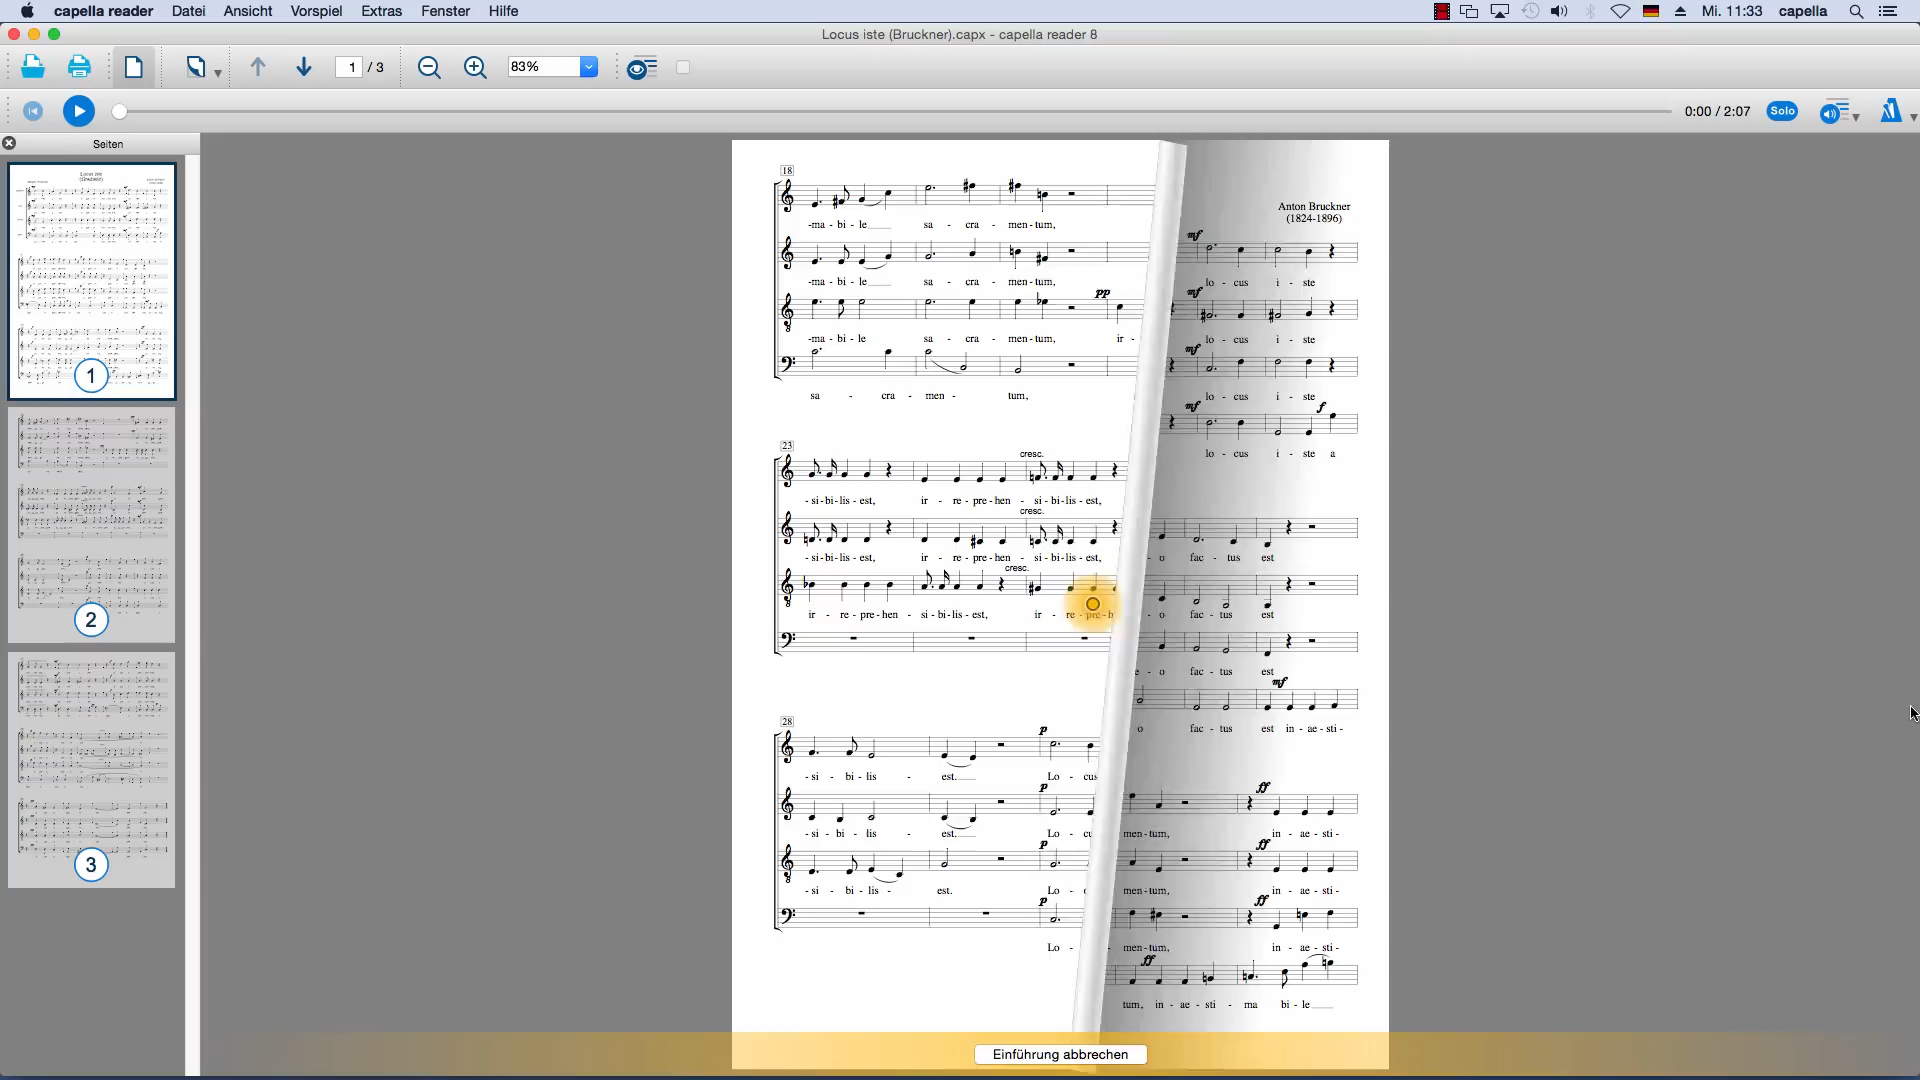 capella reader Datei Ansicht Vorspiel Extras Fenster Hilfe Mi. 11:33 capella
Locus iste (Bruckner).capx - capella reader 8
1 / 3 83%
0:00 / 2:07 Solo
Seiten
Locus iste
1
2
3
18
-ma - bi - le sa - cra - men - tum,
-ma - bi - le sa - cra - men - tum,
pp
-ma - bi - le sa - cra - men - tum, ir -
sa - cra - men - tum,
23
cresc.
- si - bi - lis - est, ir - re - pre - hen - si - bi - lis - est,
cresc.
- si - bi - lis - est, ir - re - pre - hen - si - bi - lis - est,
cresc.
ir - re - pre - hen - si - bi - lis - est, ir - re - pre - h
28
p
- si - bi - lis - est. Lo - cus
p
- si - bi - lis - est. Lo - cu
p
- si - bi - lis - est. Lo -
p
Lo -
Anton Bruckner
(1824-1896)
mf
lo - cus i - ste
mf
lo - cus i - ste
mf
lo - cus i - ste
mf f
lo - cus i - ste a
- o fac - tus est
- o fac - tus est
e - o fac - tus est
mf
o fac - tus est in - ae - sti -
ff
men - tum, in - ae - sti -
ff
men - tum, in - ae - sti -
ff
men - tum, in - ae - sti -
ff
tum, in - ae - sti - ma bi - le
Einführung abbrechen